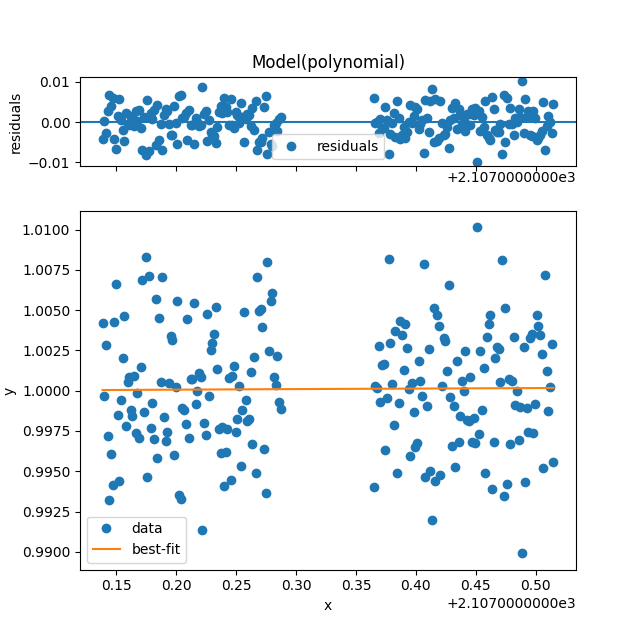 Model(polynomial)
0.01
0.00
−0.01
residuals
residuals
+2.1070000000e3
1.0100
1.0075
1.0050
1.0025
1.0000
0.9975
0.9950
0.9925
0.9900
y
data
best-fit
0.15 0.20 0.25 0.30 0.35 0.40 0.45 0.50
x
+2.1070000000e3